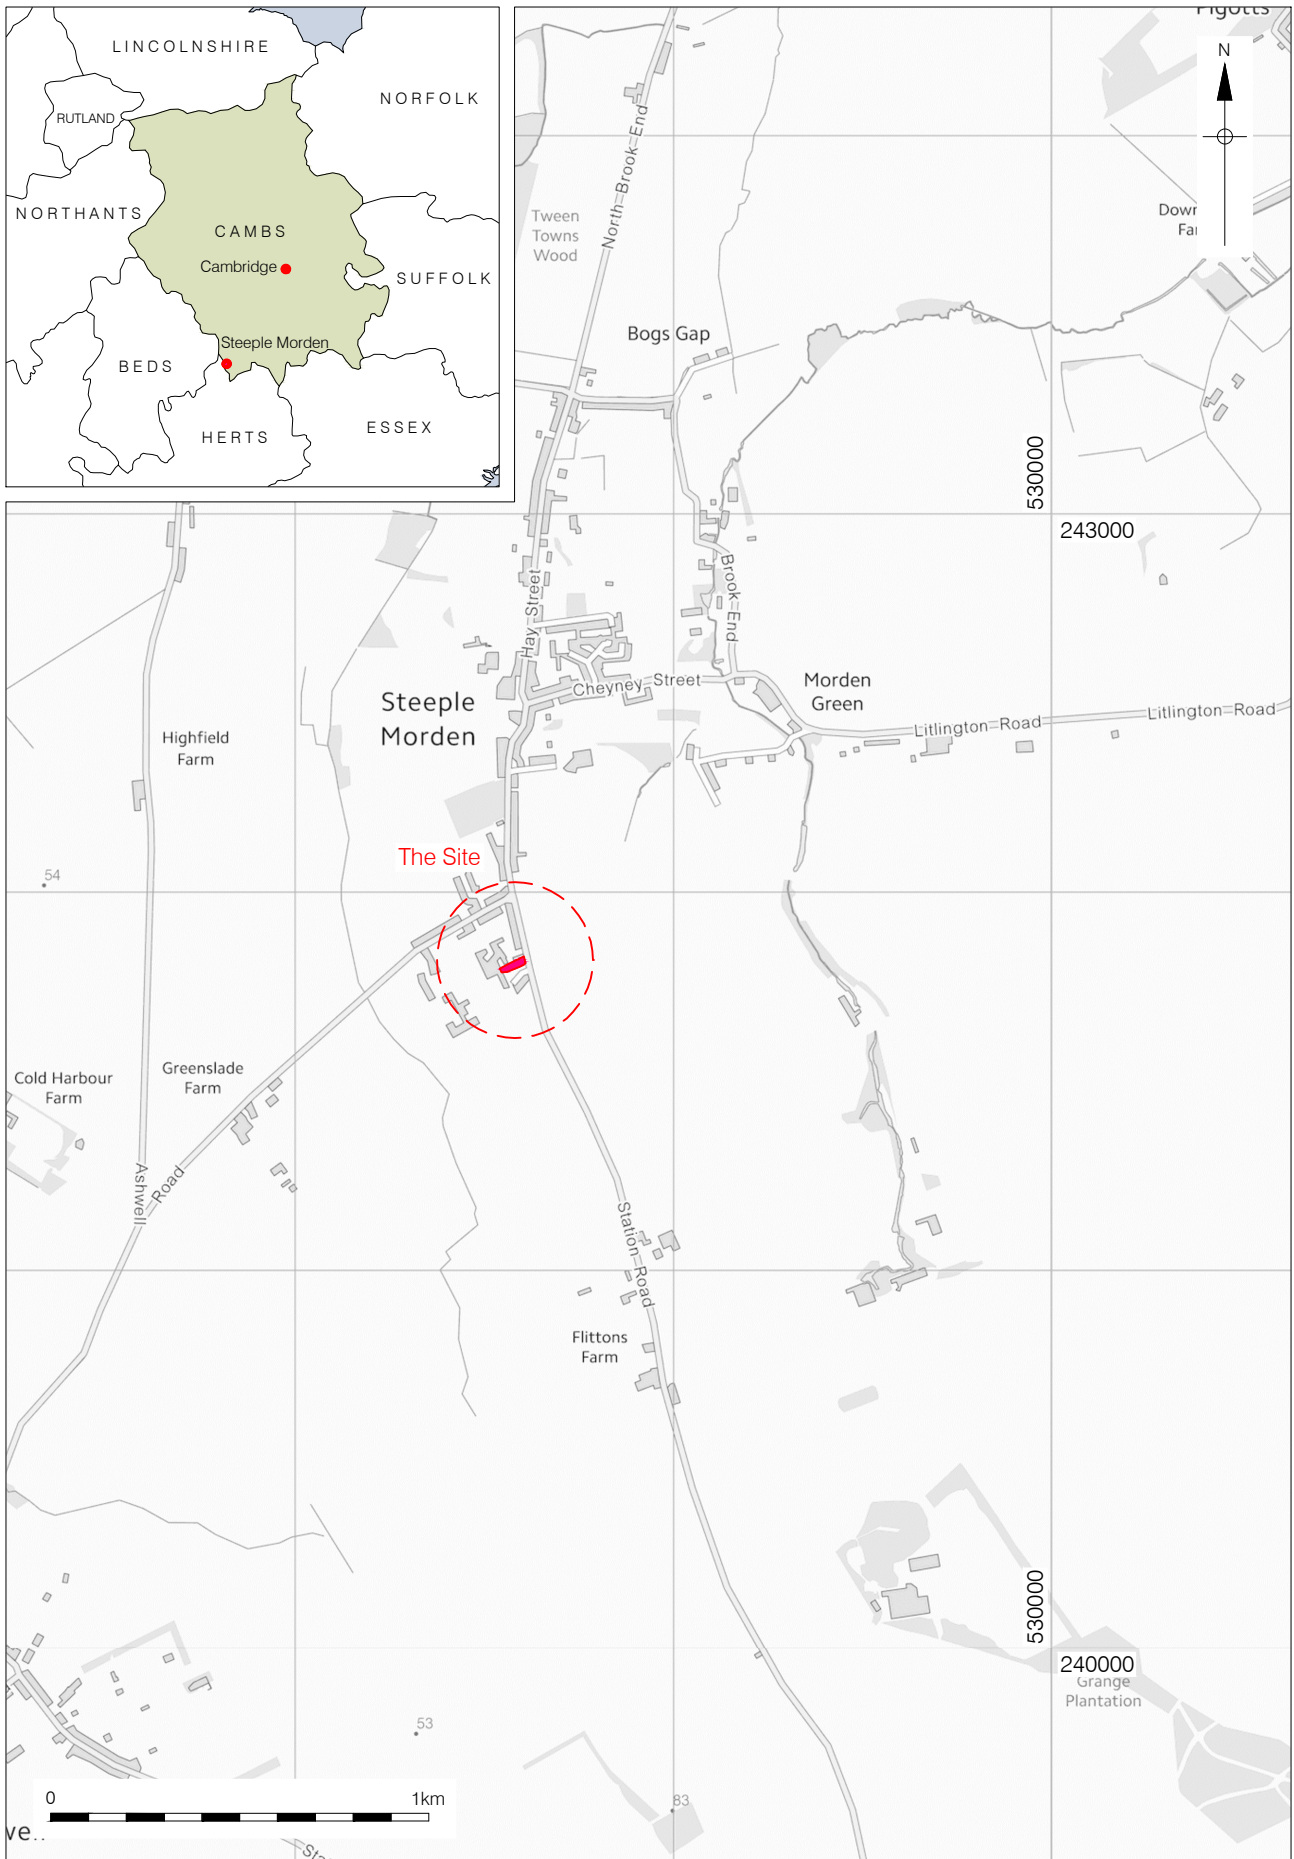 LINCOLNSHIRE
NORFOLK
RUTLAND
NORTHANTS
CAMBS
Cambridge
SUFFOLK
Steeple Morden
BEDS
HERTS
ESSEX
N
North Brook End
Tween
Towns
Wood
Bogs Gap
530000
243000
Hay Street
Brook End
Cheyney Street
Morden
Green
Litlington Road
Litlington Road
Steeple
Morden
Highfield
Farm
The Site
54
Cold Harbour
Farm
Greenslade
Farm
Ashwell
Road
Station Road
Flittons
Farm
530000
240000
Grange
Plantation
53
83
0
1km